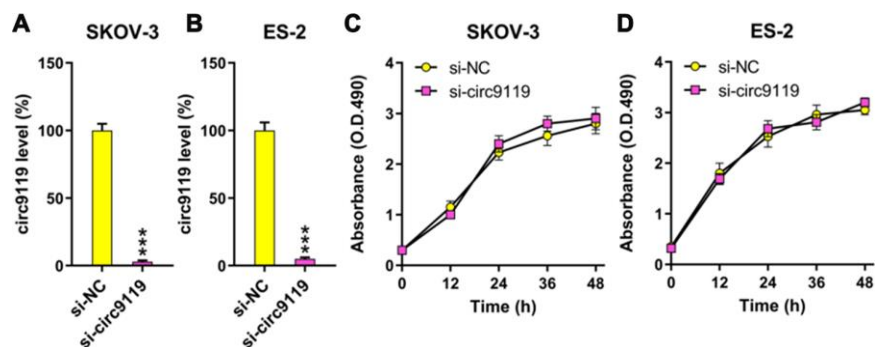 A
SKOV-3
circ9119 level (%)
150
100
50
0
***
si-NC
si-circ9119
B
ES-2
circ9119 level (%)
150
100
50
0
***
si-NC
si-circ9119
C
SKOV-3
Absorbance (O.D.490)
4
3
2
1
0
si-NC
si-circ9119
0 12 24 36 48
Time (h)
D
ES-2
Absorbance (O.D.490)
4
3
2
1
0
si-NC
si-circ9119
0 12 24 36 48
Time (h)